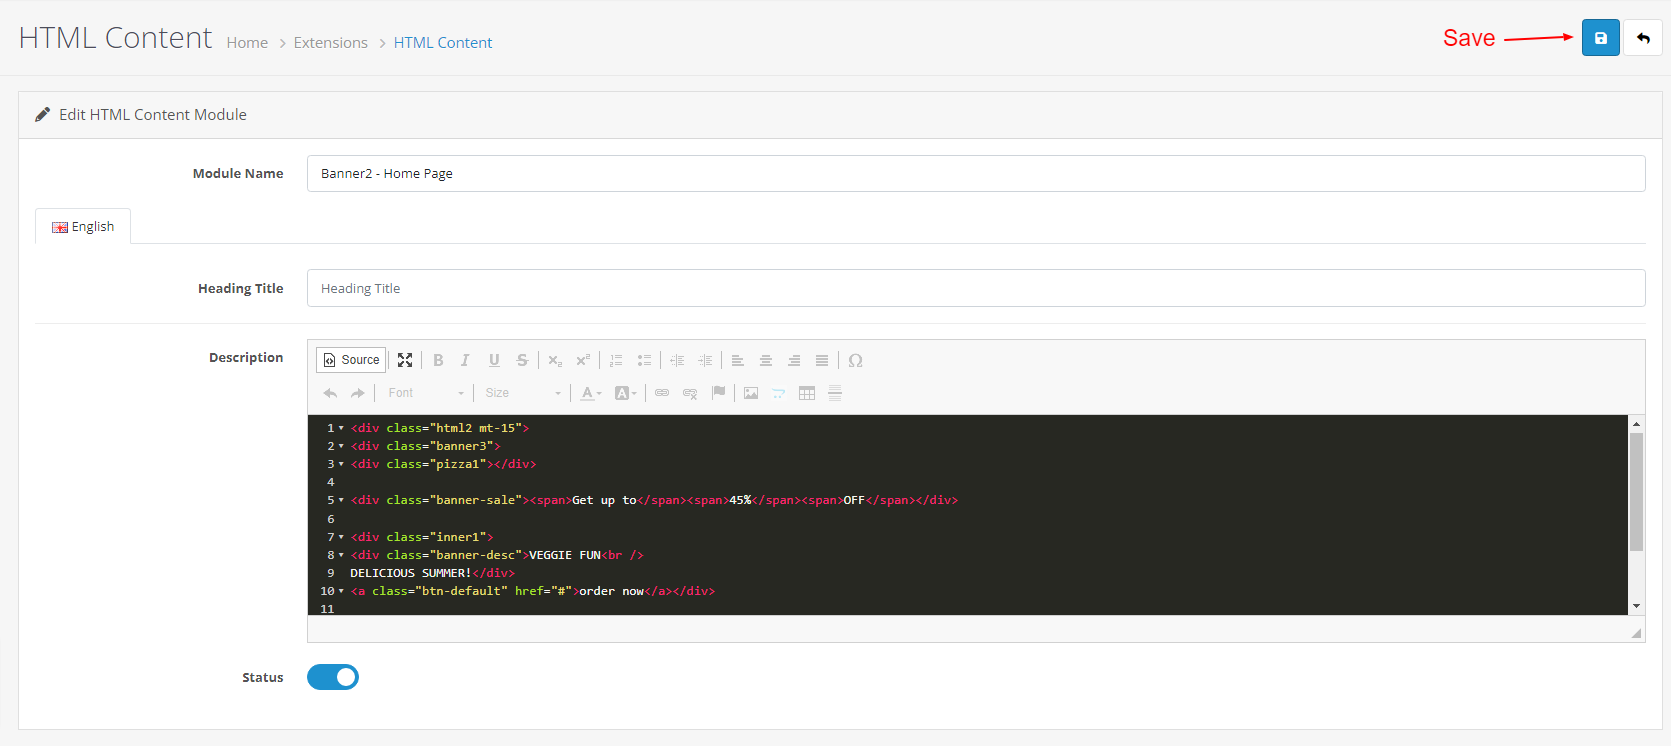 HTML Content Home > Extensions > HTML Content
Save
Edit HTML Content Module
Module Name Banner2 - Home Page
English
Heading Title Heading Title
Description Source B I U S x₂ x² Ω
Font Size A A
1 <div class="html2 mt-15">
2 <div class="banner3">
3 <div class="pizza1"></div>
4
5 <div class="banner-sale"><span>Get up to</span><span>45%</span><span>OFF</span></div>
6
7 <div class="inner1">
8 <div class="banner-desc">VEGGIE FUN<br />
9 DELICIOUS SUMMER!</div>
10 <a class="btn-default" href="#">order now</a></div>
11
Status